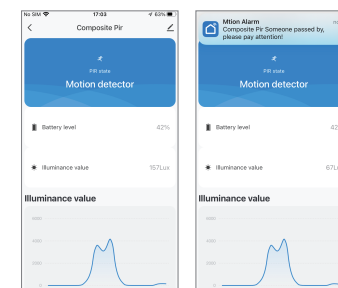 No SIM 17:03 63%
Composite Pir
PIR state
Motion detector
Battery level 42%
Illuminance value 157Lux
Illuminance value
6000
4000
2000
Mtion Alarm
Composite Pir Someone passed by,
please pay attention!
PIR state
Motion detector
Battery level 42
Illuminance value 67Lu
Illuminance value
6000
4000
2000